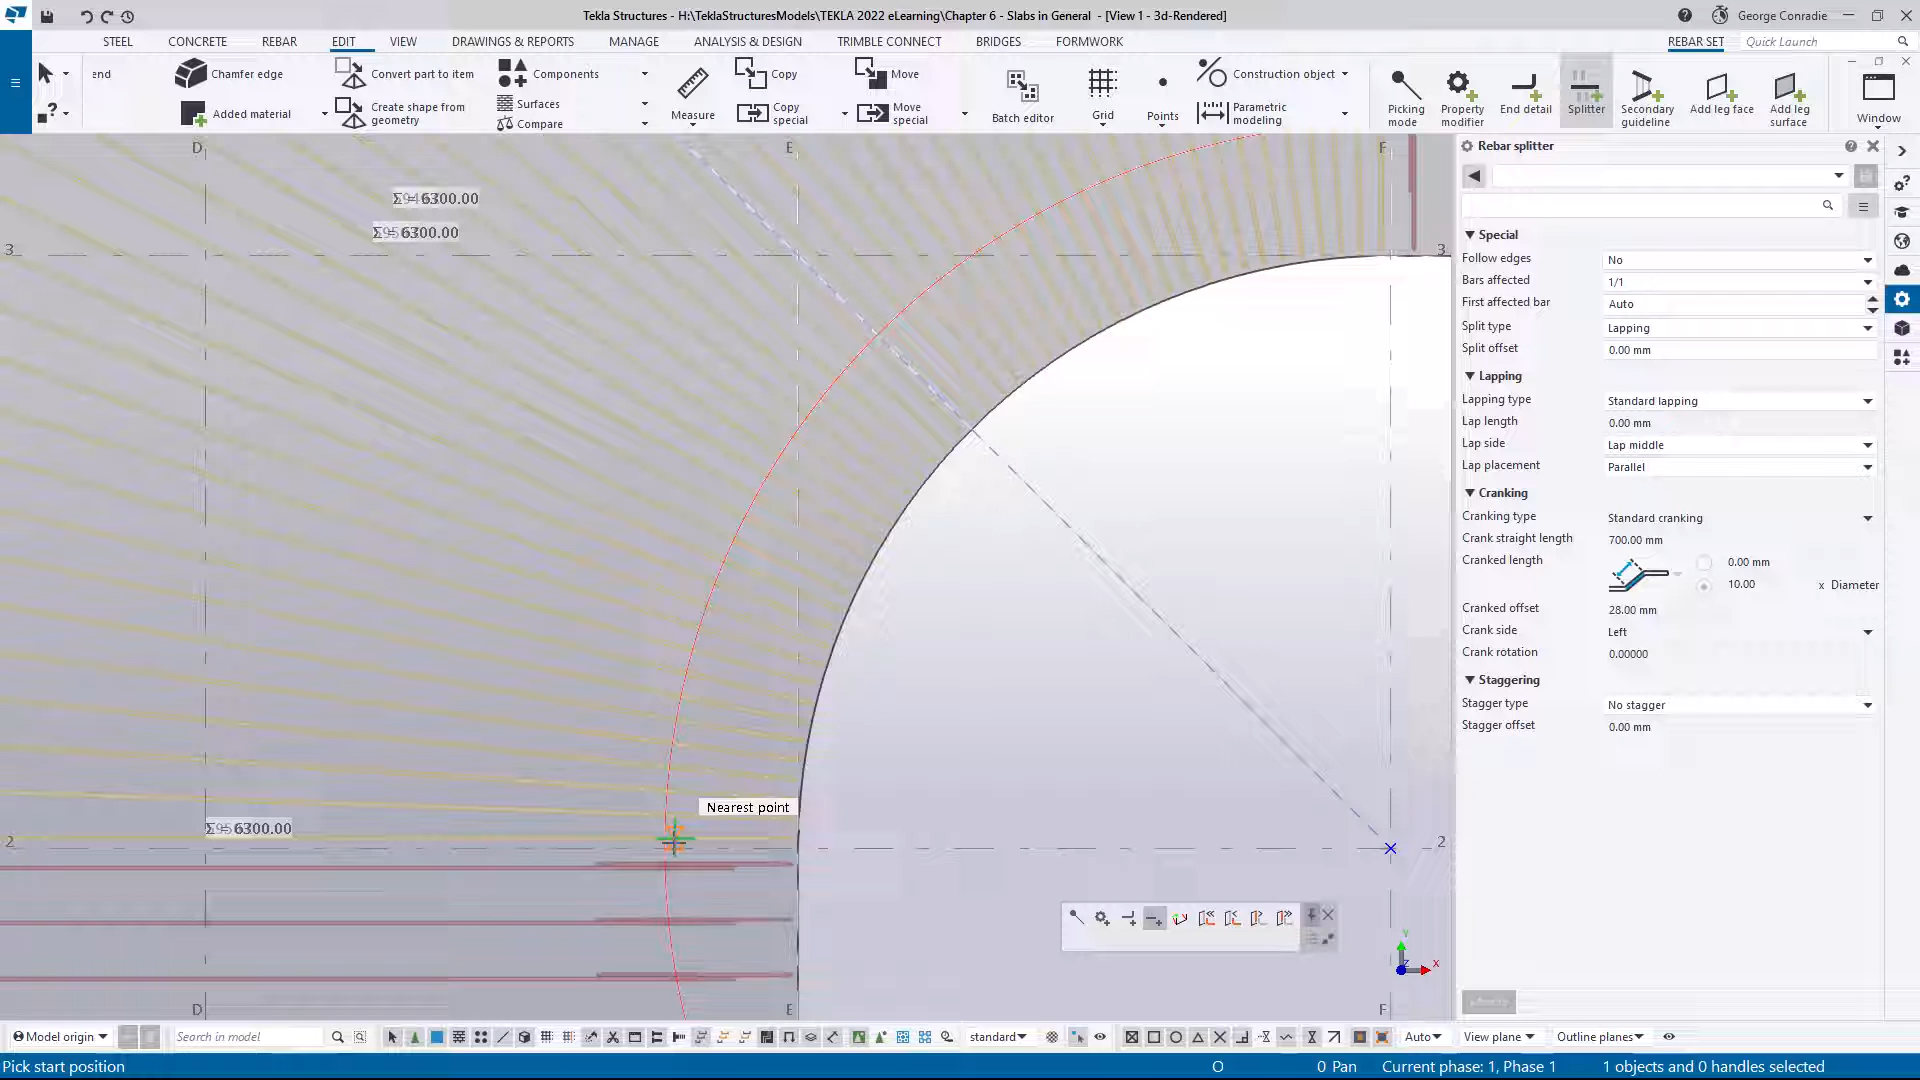 Tekla Structures - H:\TeklaStructuresModels\TEKLA 2022 eLearning\Chapter 6 - Slabs in General - [View 1 - 3d-Rendered]
George Conradie
STEEL CONCRETE REBAR EDIT VIEW DRAWINGS & REPORTS MANAGE ANALYSIS & DESIGN TRIMBLE CONNECT BRIDGES FORMWORK REBAR SET Quick Launch
end
Chamfer edge
Added material
Convert part to item
Create shape from geometry
Components
Surfaces
Compare
Measure
Copy
Copy special
Move
Move special
Batch editor
Grid
Points
Construction object
Parametric modeling
Picking mode
Property modifier
End detail
Splitter
Secondary guideline
Add leg face
Add leg surface
Window
D E F
6300.00
3 3
6300.00
Nearest point
6300.00
2 2
D E F
Y
Z X
Rebar splitter
Special
Follow edges No
Bars affected 1/1
First affected bar Auto
Split type Lapping
Split offset 0.00 mm
Lapping
Lapping type Standard lapping
Lap length 0.00 mm
Lap side Lap middle
Lap placement Parallel
Cranking
Cranking type Standard cranking
Crank straight length 700.00 mm
Cranked length 0.00 mm
10.00 x Diameter
Cranked offset 28.00 mm
Crank side Left
Crank rotation 0.00000
Staggering
Stagger type No stagger
Stagger offset 0.00 mm
Model origin Search in model standard Auto View plane Outline planes
Pick start position O 0 Pan Current phase: 1, Phase 1 1 objects and 0 handles selected